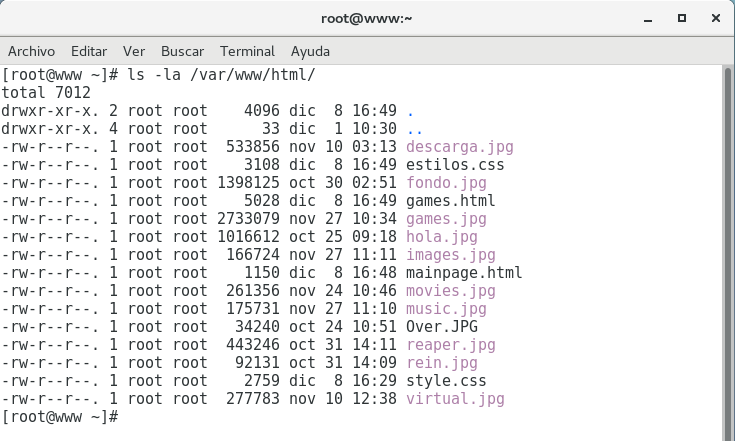 root@www:~
Archivo Editar Ver Buscar Terminal Ayuda
[root@www ~]# ls -la /var/www/html/
total 7012
drwxr-xr-x. 2 root root    4096 dic  8 16:49 .
drwxr-xr-x. 4 root root      33 dic  1 10:30 ..
-rw-r--r--. 1 root root  533856 nov 10 03:13 descarga.jpg
-rw-r--r--. 1 root root    3108 dic  8 16:49 estilos.css
-rw-r--r--. 1 root root 1398125 oct 30 02:51 fondo.jpg
-rw-r--r--. 1 root root    5028 dic  8 16:49 games.html
-rw-r--r--. 1 root root 2733079 nov 27 10:34 games.jpg
-rw-r--r--. 1 root root 1016612 oct 25 09:18 hola.jpg
-rw-r--r--. 1 root root  166724 nov 27 11:11 images.jpg
-rw-r--r--. 1 root root    1150 dic  8 16:48 mainpage.html
-rw-r--r--. 1 root root  261356 nov 24 10:46 movies.jpg
-rw-r--r--. 1 root root  175731 nov 27 11:10 music.jpg
-rw-r--r--. 1 root root   34240 oct 24 10:51 Over.JPG
-rw-r--r--. 1 root root  443246 oct 31 14:11 reaper.jpg
-rw-r--r--. 1 root root   92131 oct 31 14:09 rein.jpg
-rw-r--r--. 1 root root    2759 dic  8 16:29 style.css
-rw-r--r--. 1 root root  277783 nov 10 12:38 virtual.jpg
[root@www ~]#